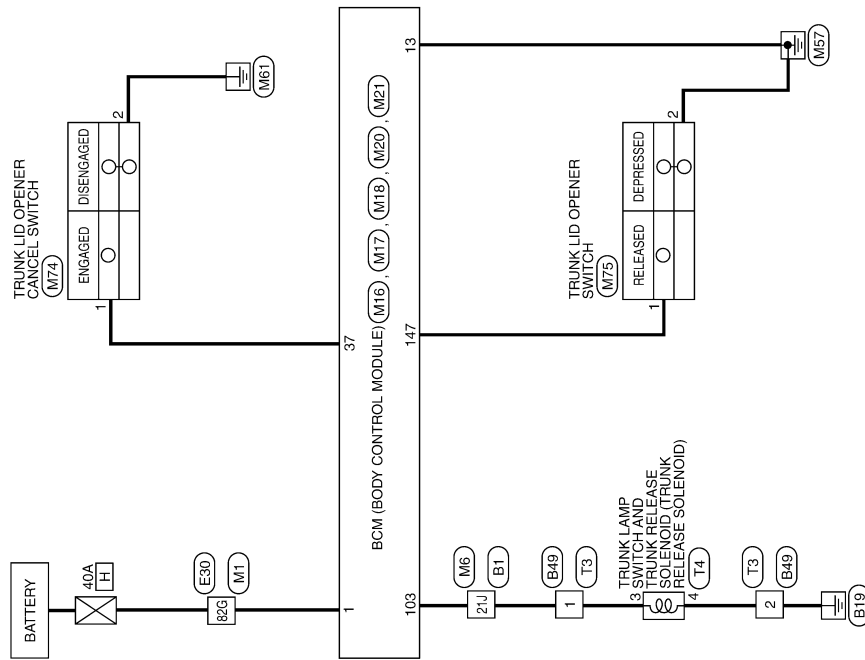 BATTERY
40A
H
82G
E30
M1
TRUNK LID OPENER
CANCEL SWITCH
M74
ENGAGED
DISENGAGED
1
2
M61
1
37
BCM (BODY CONTROL MODULE) M16 , M17 , M18 , M20 , M21
103
147
13
21J
M6
B1
1
B49
T3
TRUNK LAMP
SWITCH AND
TRUNK RELEASE
SOLENOID (TRUNK
RELEASE SOLENOID)
3
4
T4
2
T3
B49
B19
TRUNK LID OPENER
SWITCH
M75
RELEASED
DEPRESSED
1
2
M57